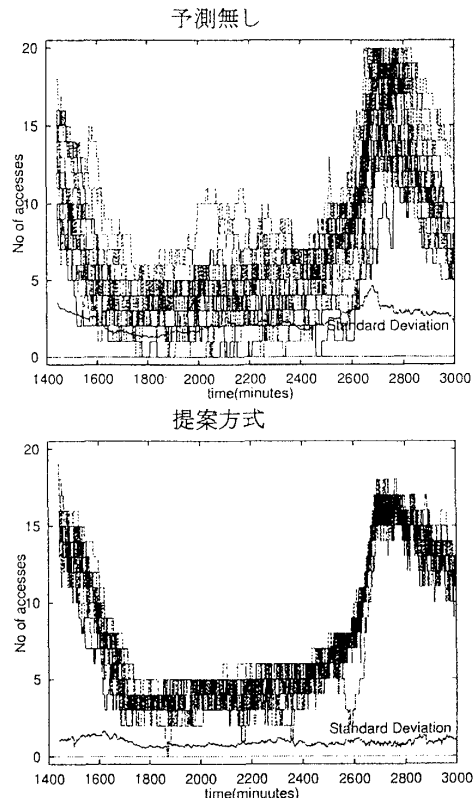 予測無し
20
15
10
5
0
No of accesses
Standard Deviation
1400 1600 1800 2000 2200 2400 2600 2800 3000
time(minutes)
提案方式
20
15
10
5
0
No of accesses
Standard Deviation
1400 1600 1800 2000 2200 2400 2600 2800 3000
time(minuutes)